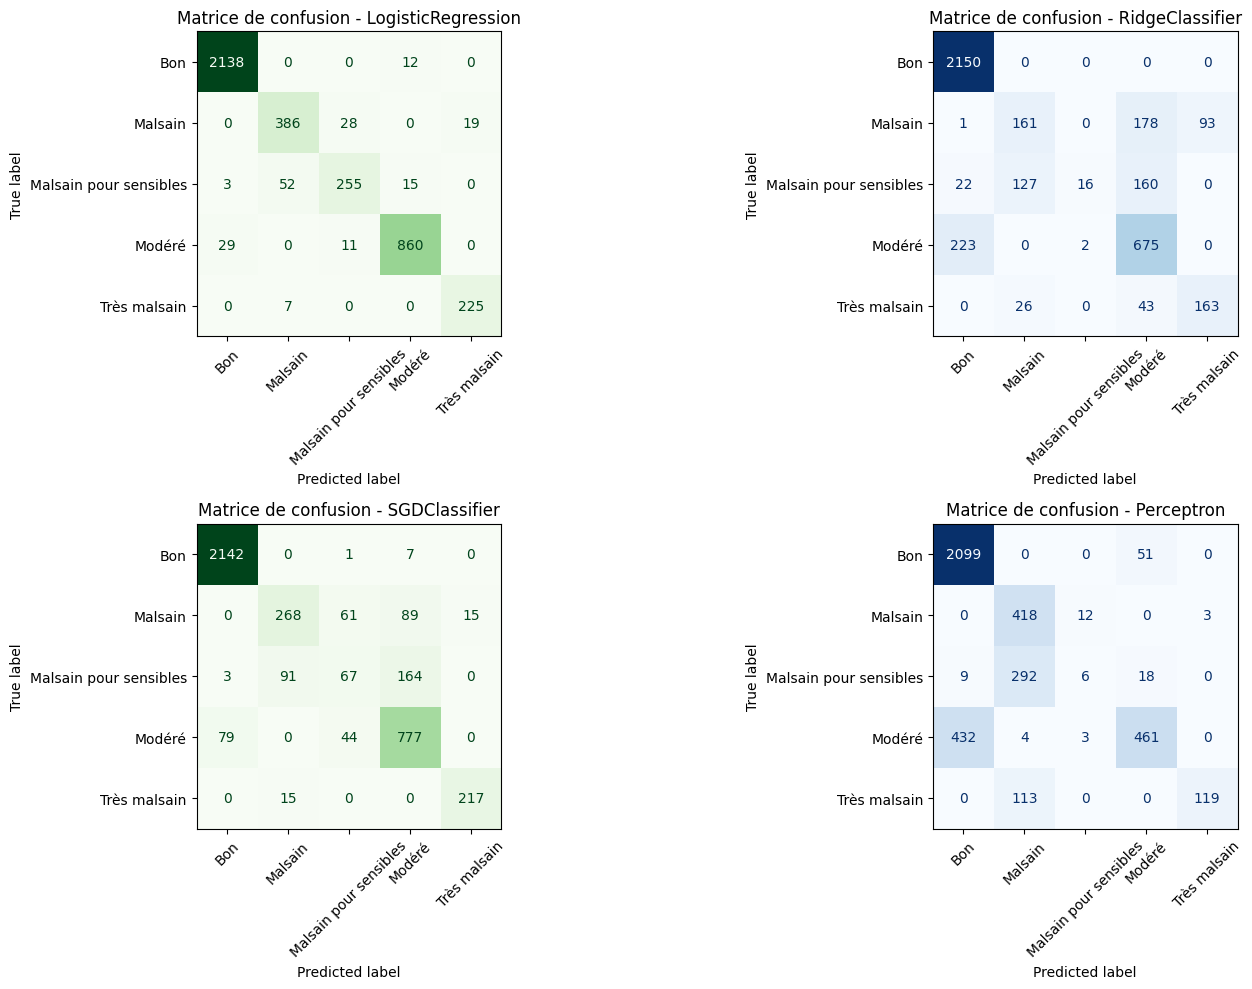 Matrice de confusion - LogisticRegression
True label
Bon 2138 0 0 12 0
Malsain 0 386 28 0 19
Malsain pour sensibles 3 52 255 15 0
Modéré 29 0 11 860 0
Très malsain 0 7 0 0 225
Bon Malsain Malsain pour sensibles Modéré Très malsain
Predicted label
Matrice de confusion - RidgeClassifier
True label
Bon 2150 0 0 0 0
Malsain 1 161 0 178 93
Malsain pour sensibles 22 127 16 160 0
Modéré 223 0 2 675 0
Très malsain 0 26 0 43 163
Bon Malsain Malsain pour sensibles Modéré Très malsain
Predicted label
Matrice de confusion - SGDClassifier
True label
Bon 2142 0 1 7 0
Malsain 0 268 61 89 15
Malsain pour sensibles 3 91 67 164 0
Modéré 79 0 44 777 0
Très malsain 0 15 0 0 217
Bon Malsain Malsain pour sensibles Modéré Très malsain
Predicted label
Matrice de confusion - Perceptron
True label
Bon 2099 0 0 51 0
Malsain 0 418 12 0 3
Malsain pour sensibles 9 292 6 18 0
Modéré 432 4 3 461 0
Très malsain 0 113 0 0 119
Bon Malsain Malsain pour sensibles Modéré Très malsain
Predicted label